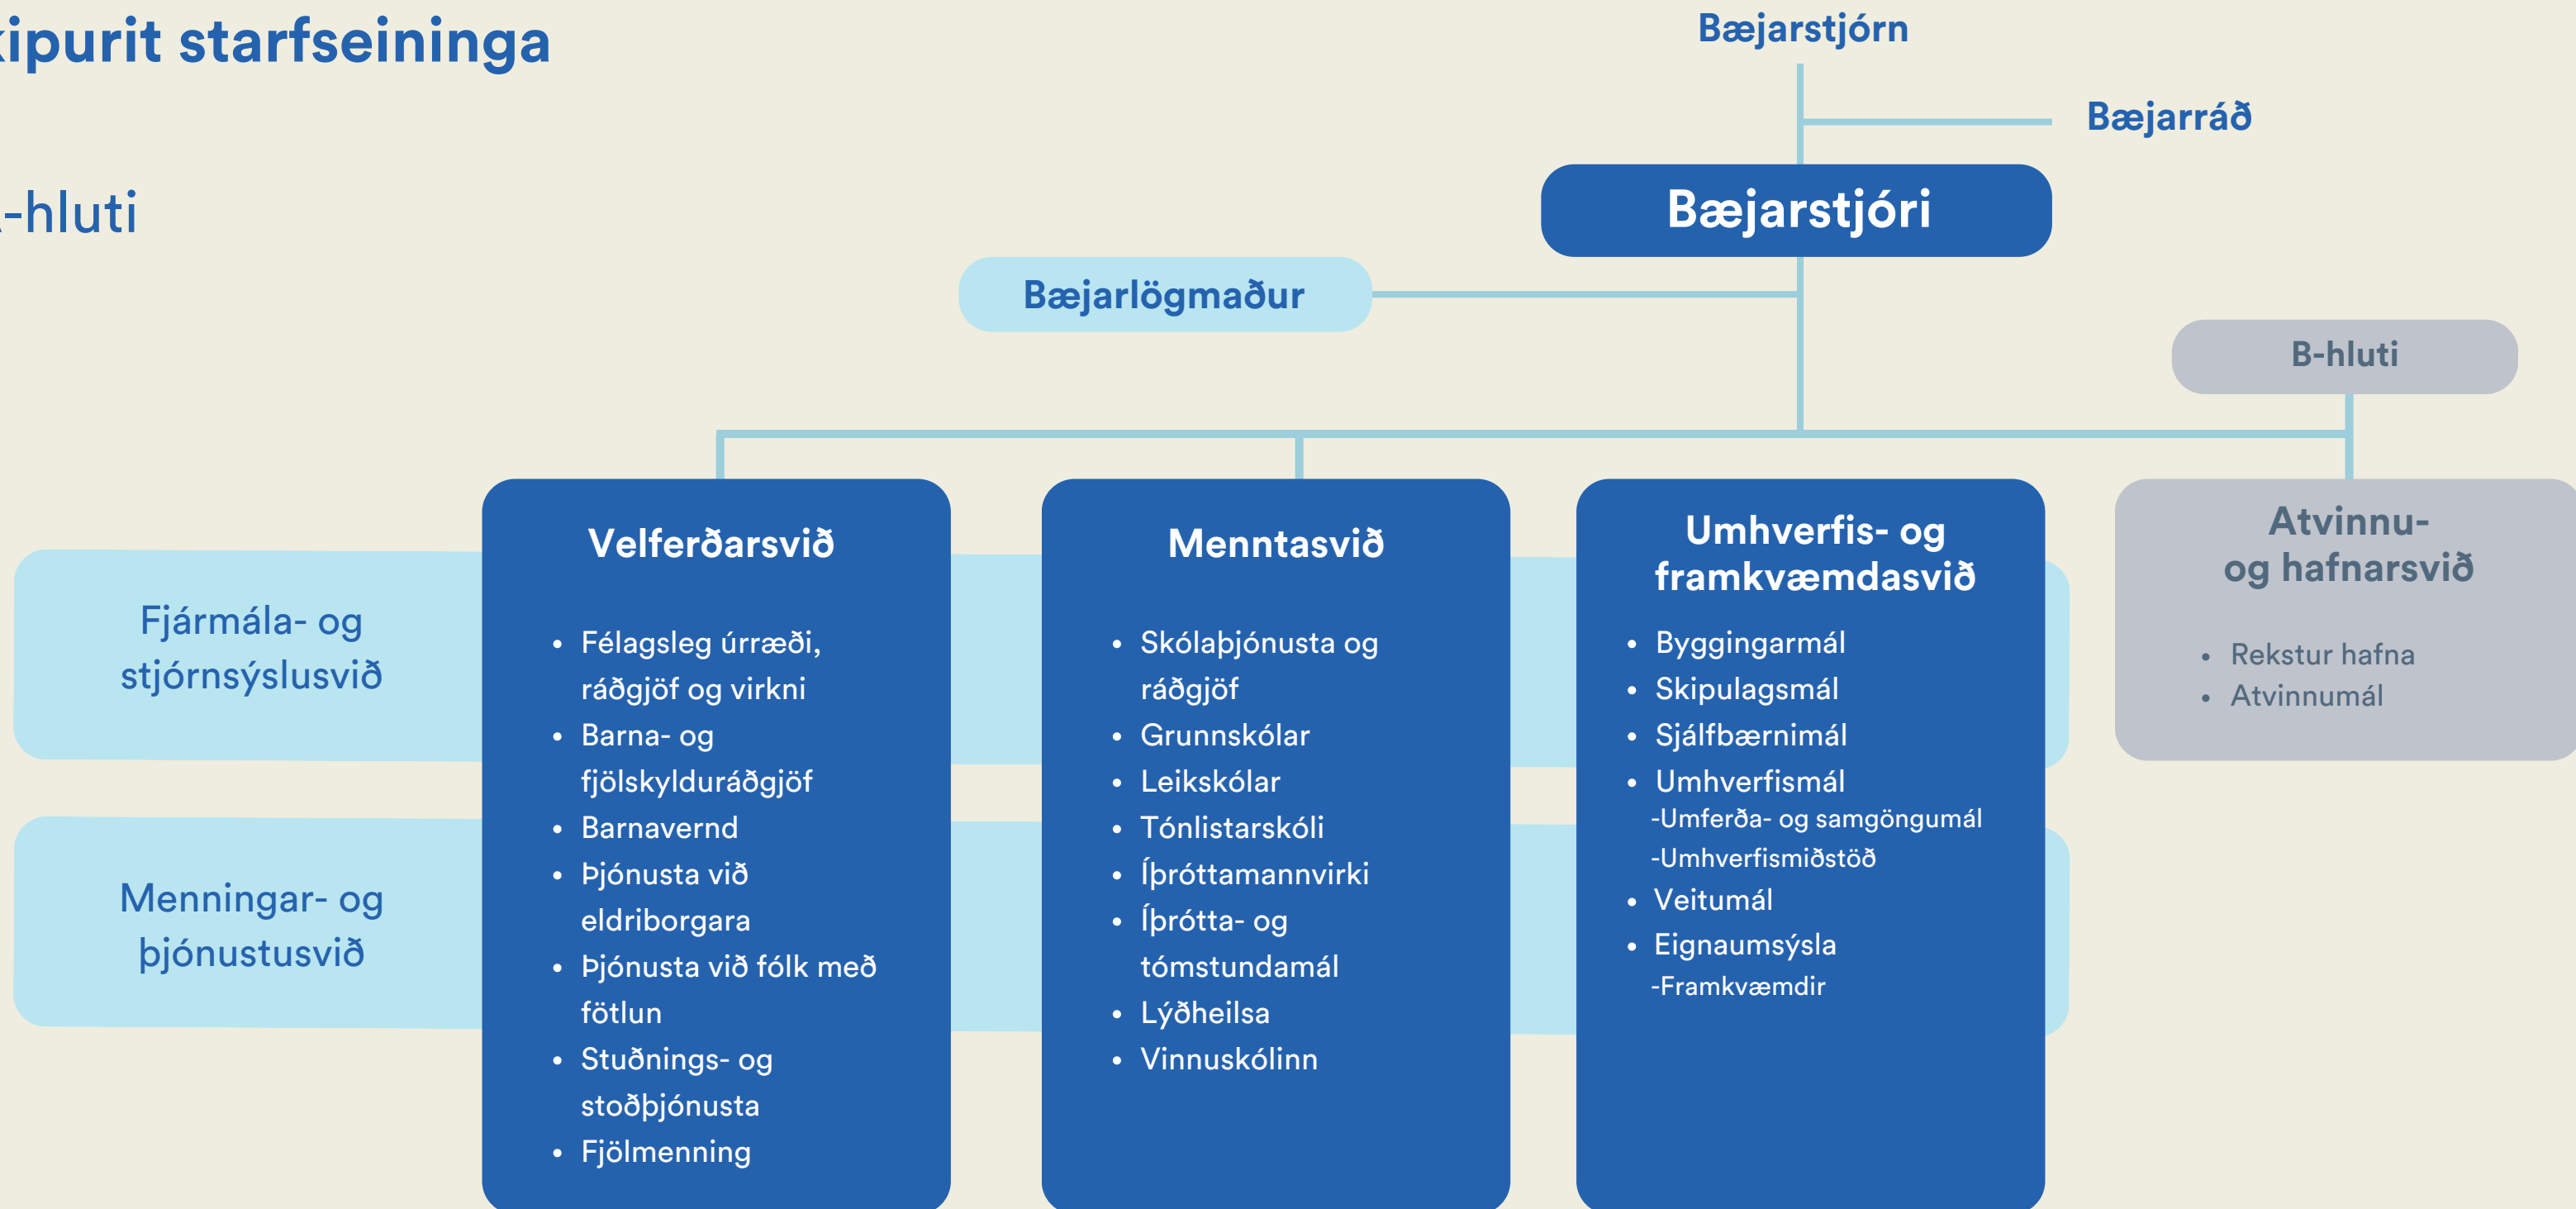 kipurit starfseininga
-hluti
Bæjarstjórn
Bæjarráð
Bæjarstjóri
Bæjarlögmaður
B-hluti
Fjármála- og
stjórnsýslusvið
Menningar- og
þjónustusvið
Velferðarsvið
• Félagsleg úrræði,
ráðgjöf og virkni
• Barna- og
fjölskylduráðgjöf
• Barnavernd
• Þjónusta við
eldriborgara
• Þjónusta við fólk með
fötlun
• Stuðnings- og
stoðþjónusta
• Fjölmenning
Menntasvið
• Skólaþjónusta og
ráðgjöf
• Grunnskólar
• Leikskólar
• Tónlistarskóli
• Íþróttamannvirki
• Íþrótta- og
tómstundamál
• Lýðheilsa
• Vinnuskólinn
Umhverfis- og
framkvæmdasvið
• Byggingarmál
• Skipulagsmál
• Sjálfbærnimál
• Umhverfismál
-Umferða- og samgöngumál
-Umhverfismiðstöð
• Veitumál
• Eignaumsýsla
-Framkvæmdir
Atvinnu-
og hafnarsvið
• Rekstur hafna
• Atvinnumál